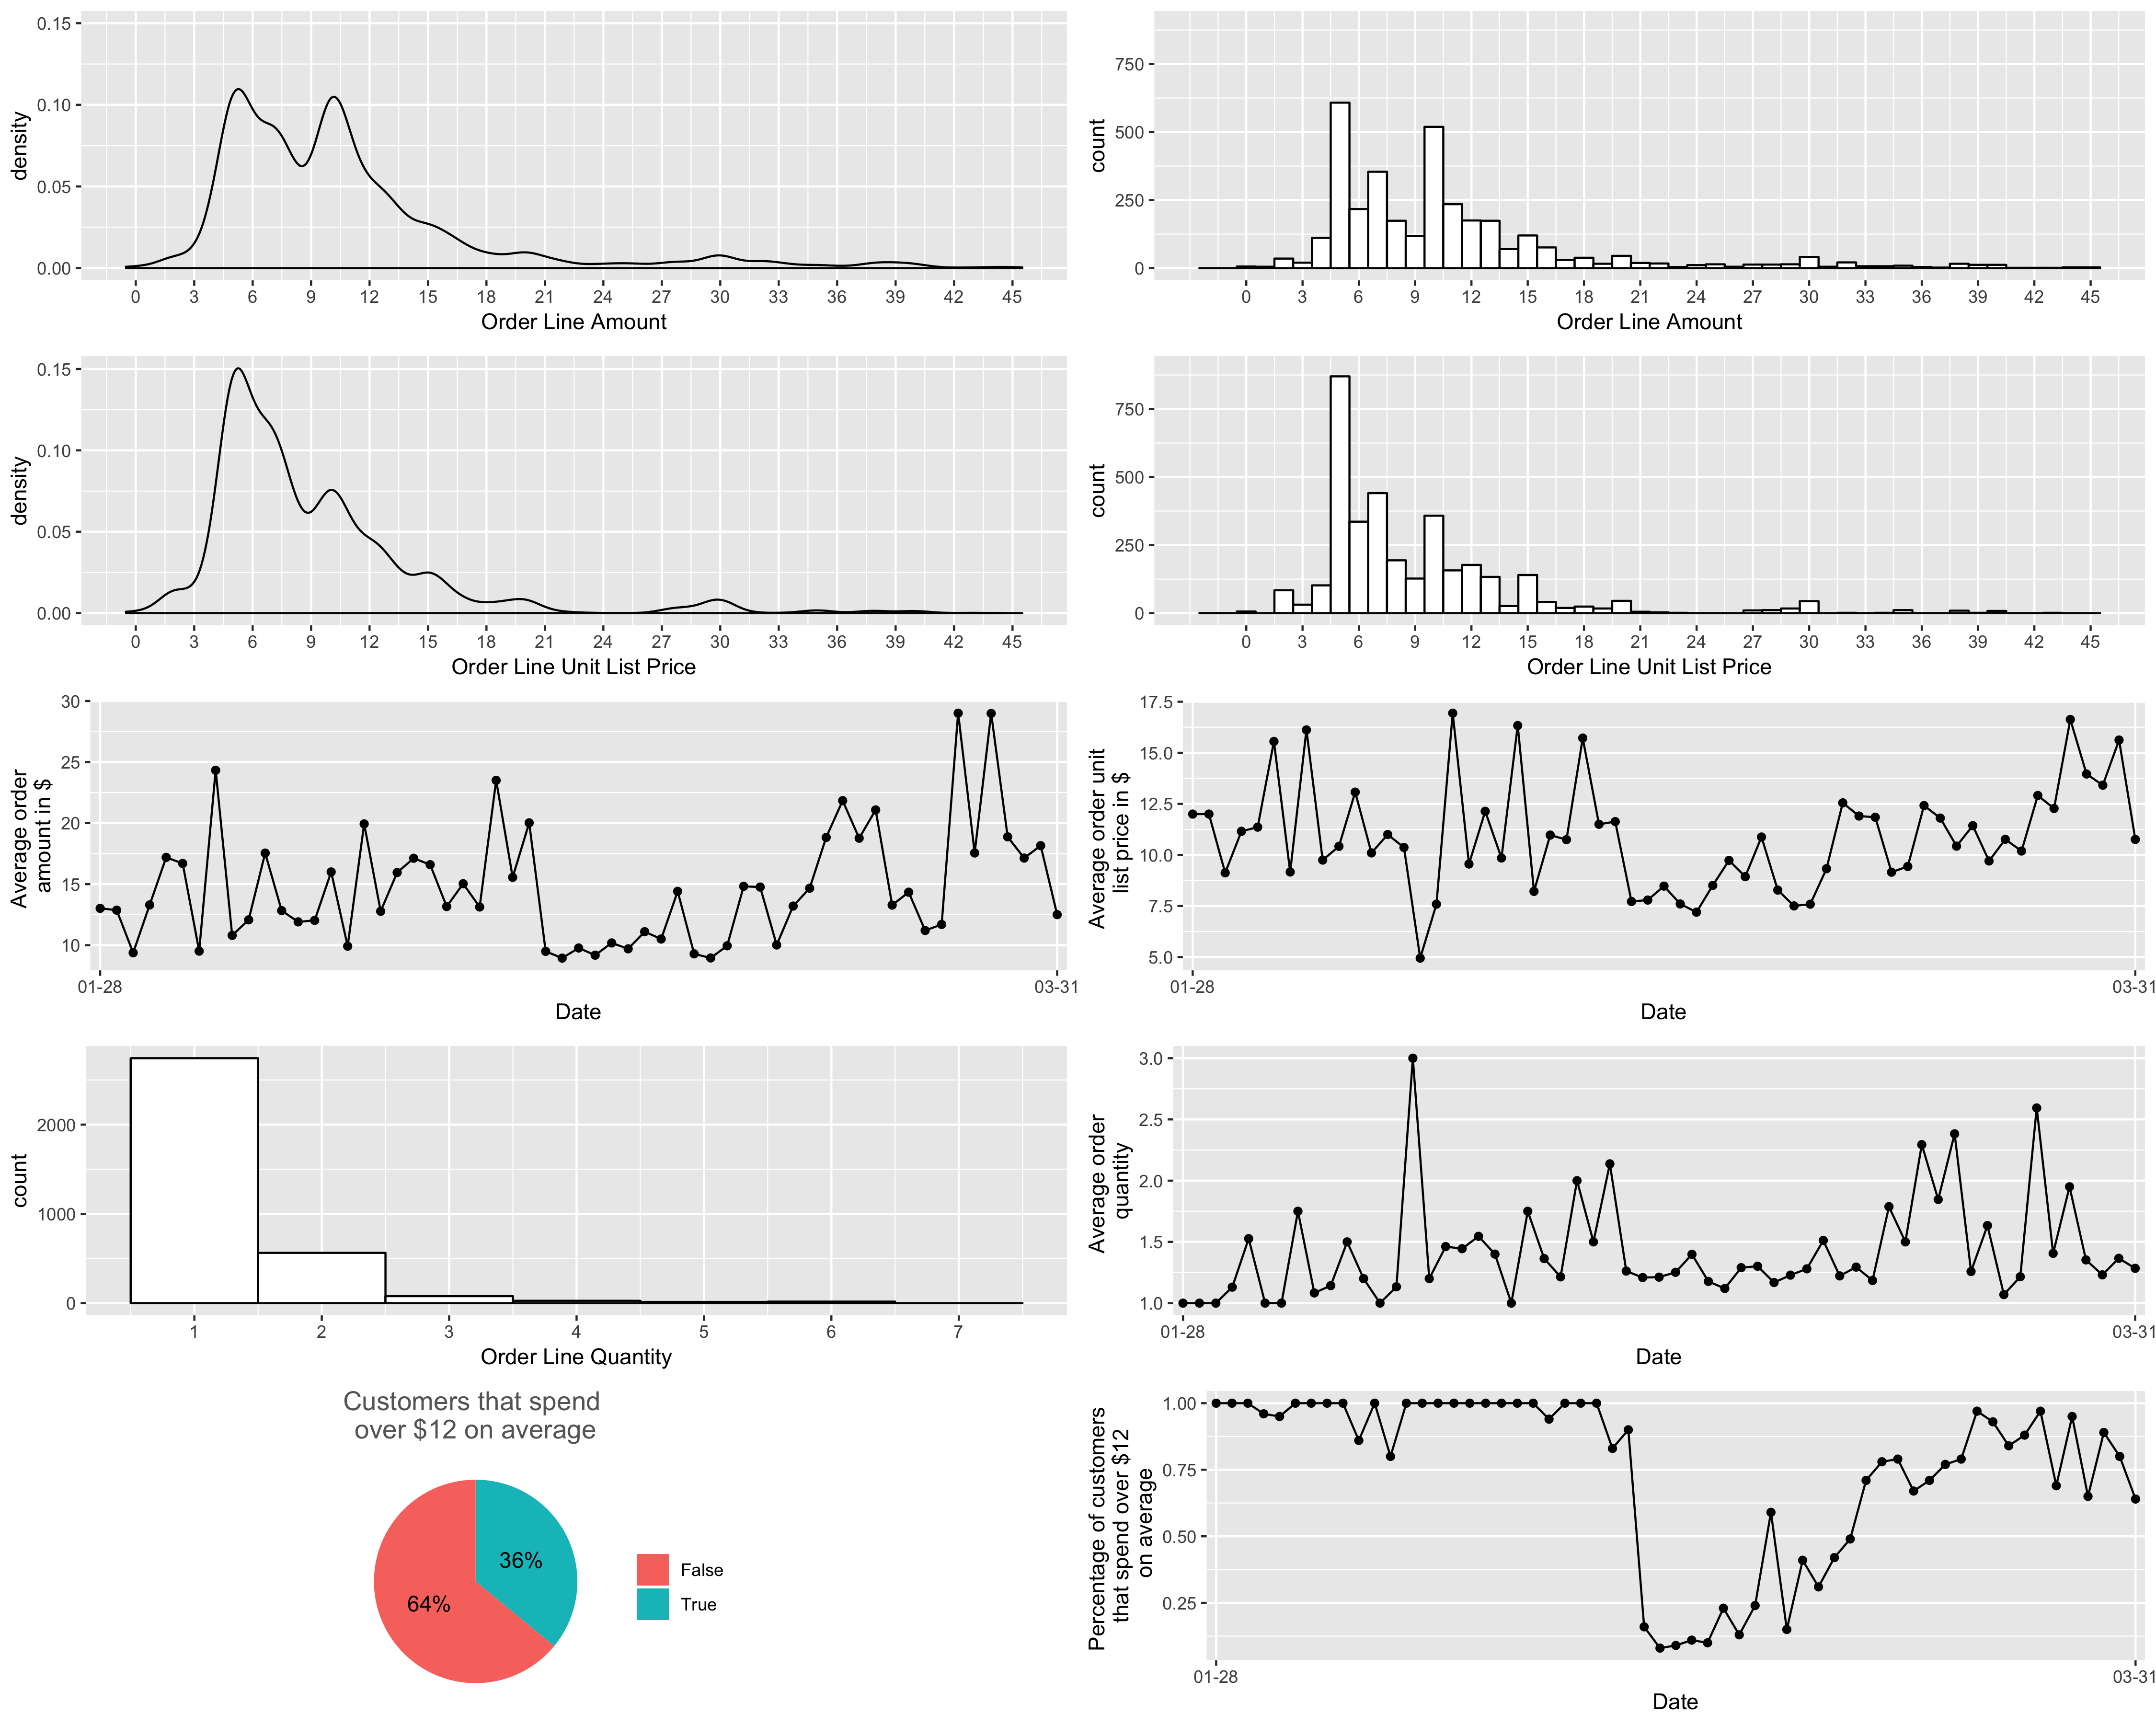 0.15
0.10
0.05
0.00
density
0 3 6 9 12 15 18 21 24 27 30 33 36 39 42 45
Order Line Amount
750
500
250
0
count
0 3 6 9 12 15 18 21 24 27 30 33 36 39 42 45
Order Line Amount
0.15
0.10
0.05
0.00
density
0 3 6 9 12 15 18 21 24 27 30 33 36 39 42 45
Order Line Unit List Price
750
500
250
0
count
0 3 6 9 12 15 18 21 24 27 30 33 36 39 42 45
Order Line Unit List Price
30
25
20
15
10
Average order
amount in $
01-28 03-31
Date
17.5
15.0
12.5
10.0
7.5
5.0
Average order unit
list price in $
01-28 03-31
Date
2000
1000
0
count
1 2 3 4 5 6 7
Order Line Quantity
3.0
2.5
2.0
1.5
1.0
Average order
quantity
01-28 03-31
Date
Customers that spend
over $12 on average
36%
64%
False
True
1.00
0.75
0.50
0.25
Percentage of customers
that spend over $12
on average
01-28 03-31
Date